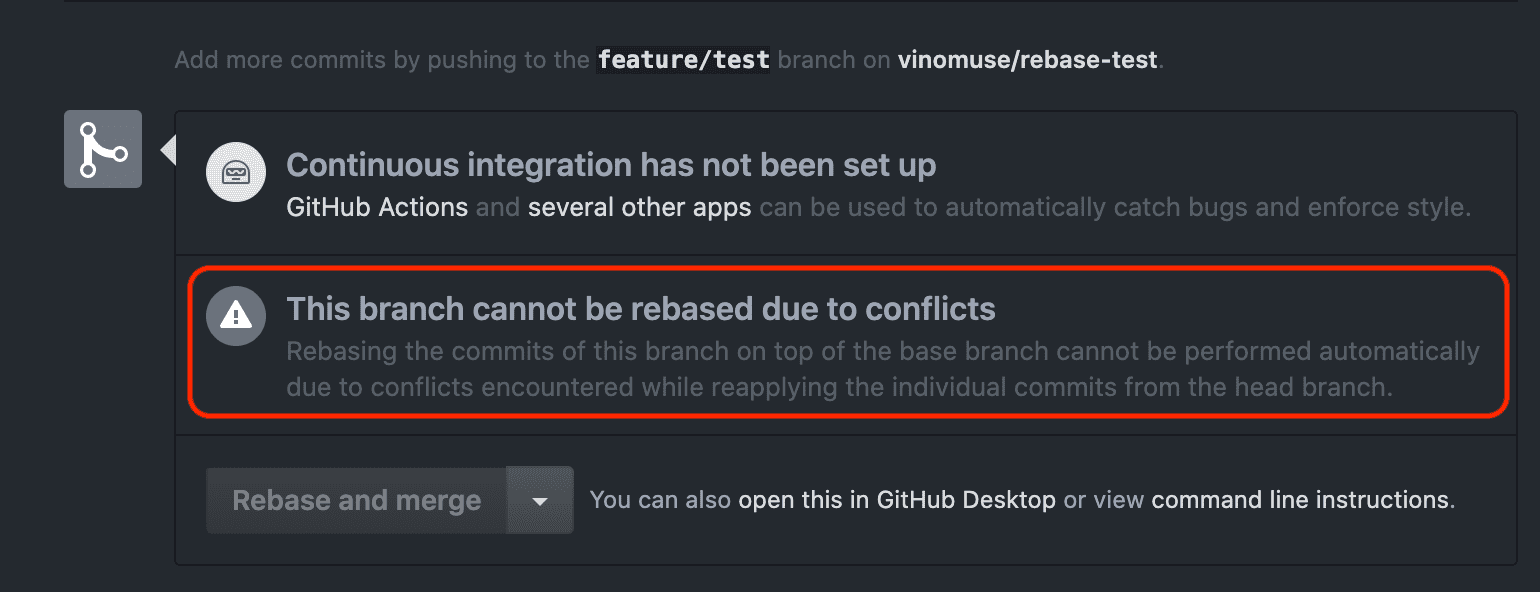 Add more commits by pushing to the feature/test branch on vinomuse/rebase-test.
Continuous integration has not been set up
GitHub Actions and several other apps can be used to automatically catch bugs and enforce style.
This branch cannot be rebased due to conflicts
Rebasing the commits of this branch on top of the base branch cannot be performed automatically
due to conflicts encountered while reapplying the individual commits from the head branch.
Rebase and merge You can also open this in GitHub Desktop or view command line instructions.